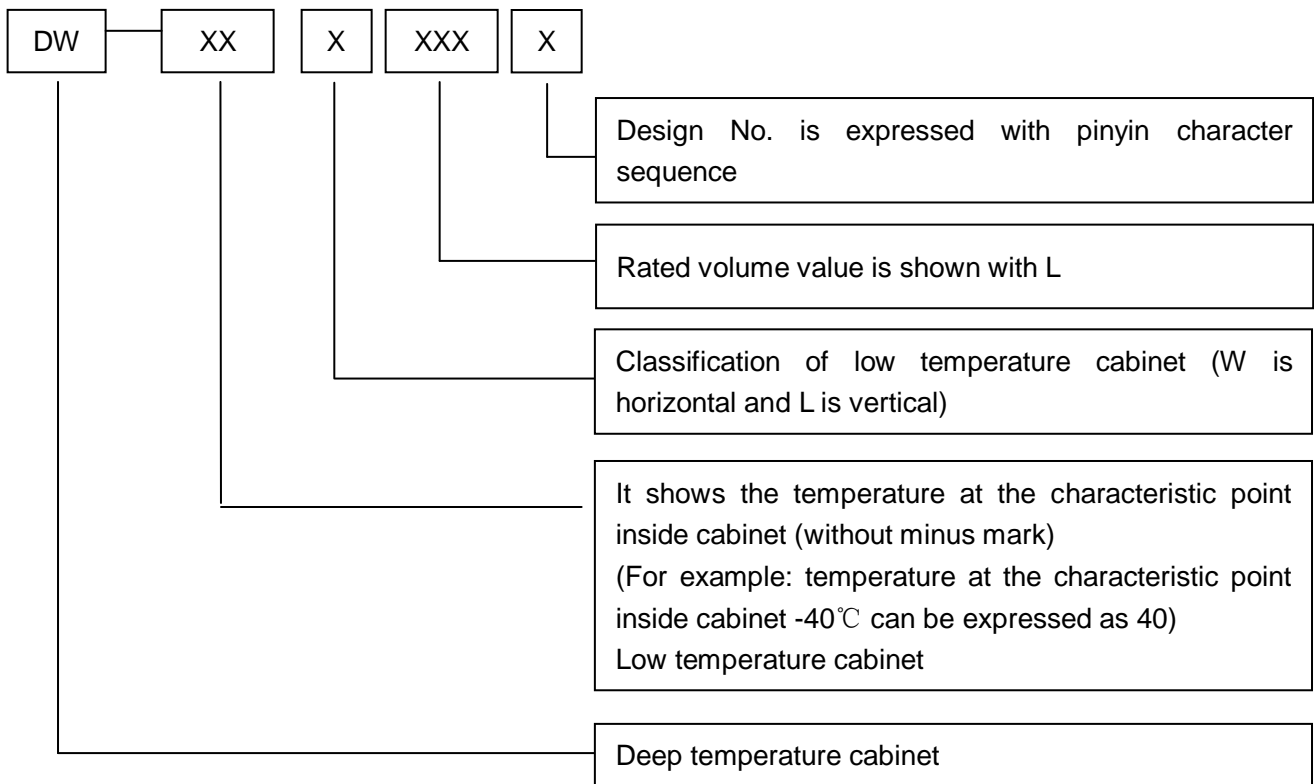 DW XX X XXX X
Design No. is expressed with pinyin character
sequence
Rated volume value is shown with L
Classification of low temperature cabinet (W is
horizontal and L is vertical)
It shows the temperature at the characteristic point
inside cabinet (without minus mark)
(For example: temperature at the characteristic point
inside cabinet -40℃ can be expressed as 40)
Low temperature cabinet
Deep temperature cabinet